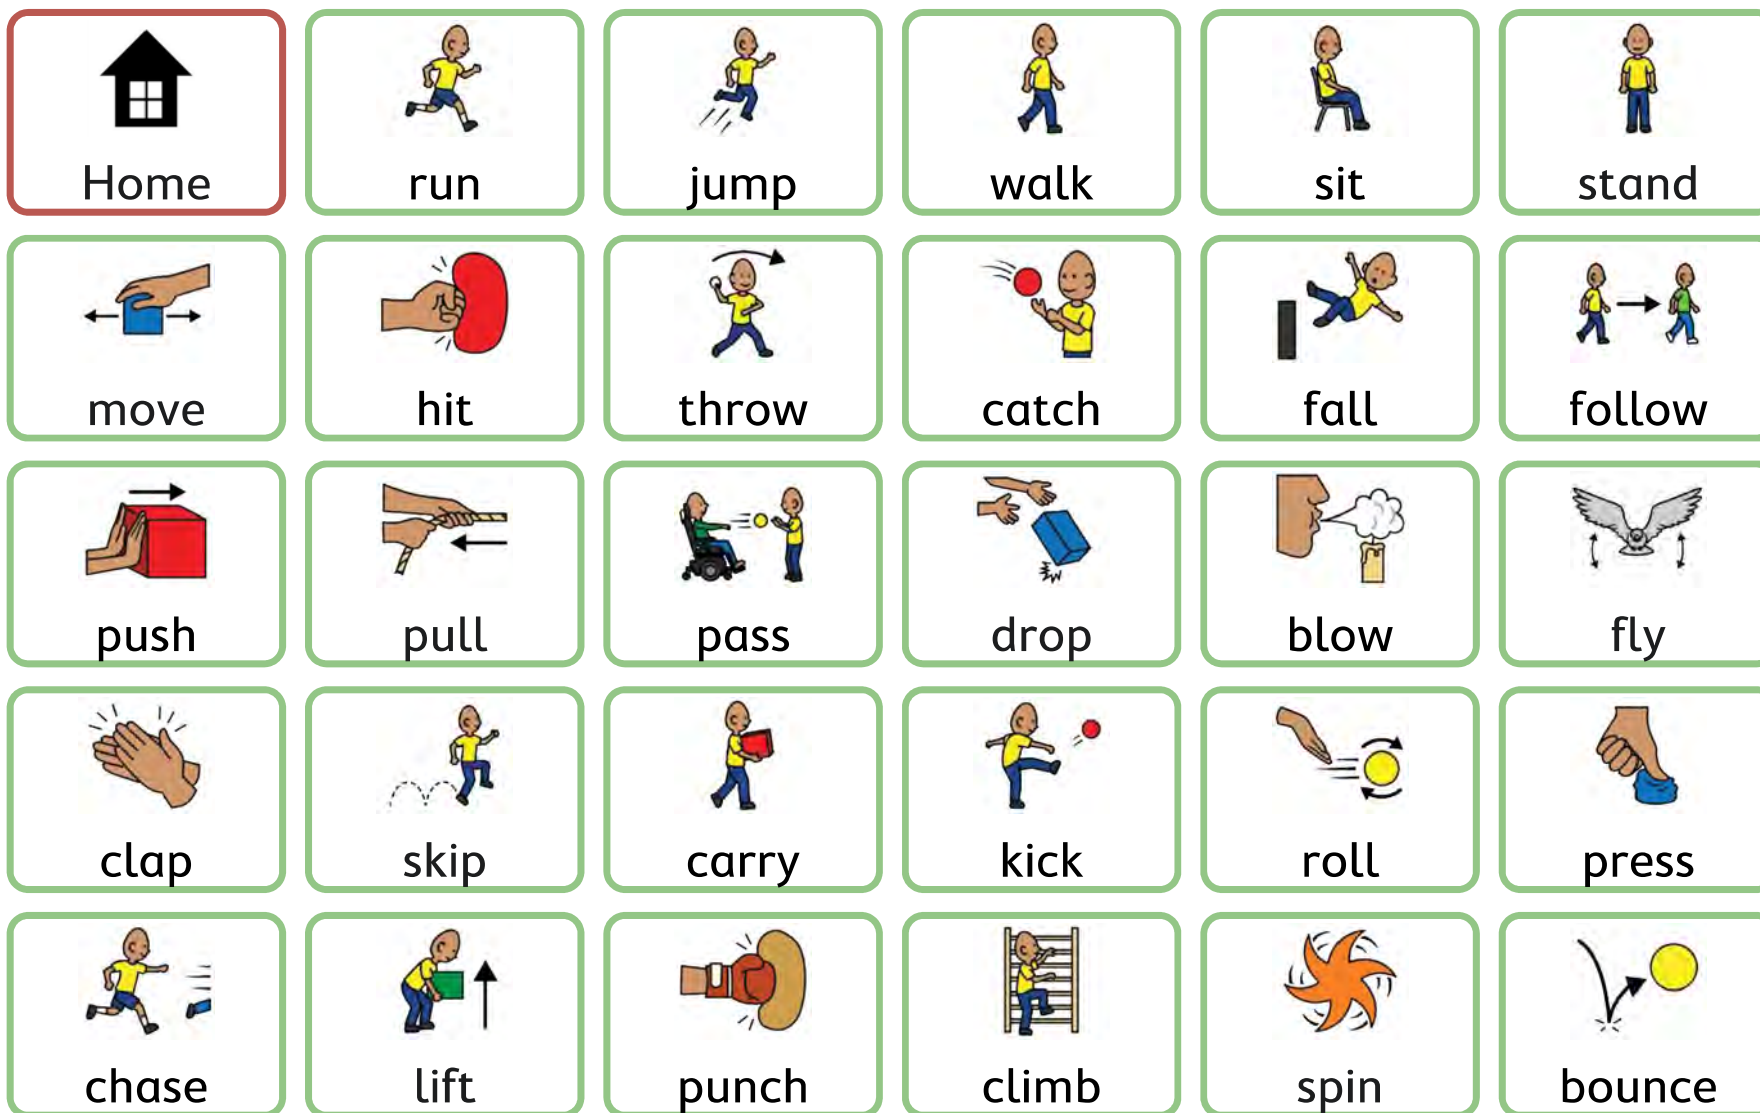 Home run jump walk sit stand
move hit throw catch fall follow
push pull pass drop blow fly
clap skip carry kick roll press
chase lift punch climb spin bounce